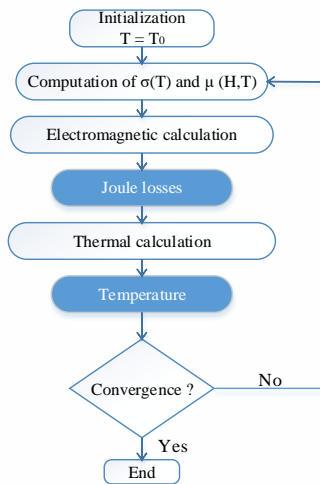 Initialization
T = T₀
Computation of σ(T) and μ (H,T)
Electromagnetic calculation
Joule losses
Thermal calculation
Temperature
Convergence ?
No
Yes
End